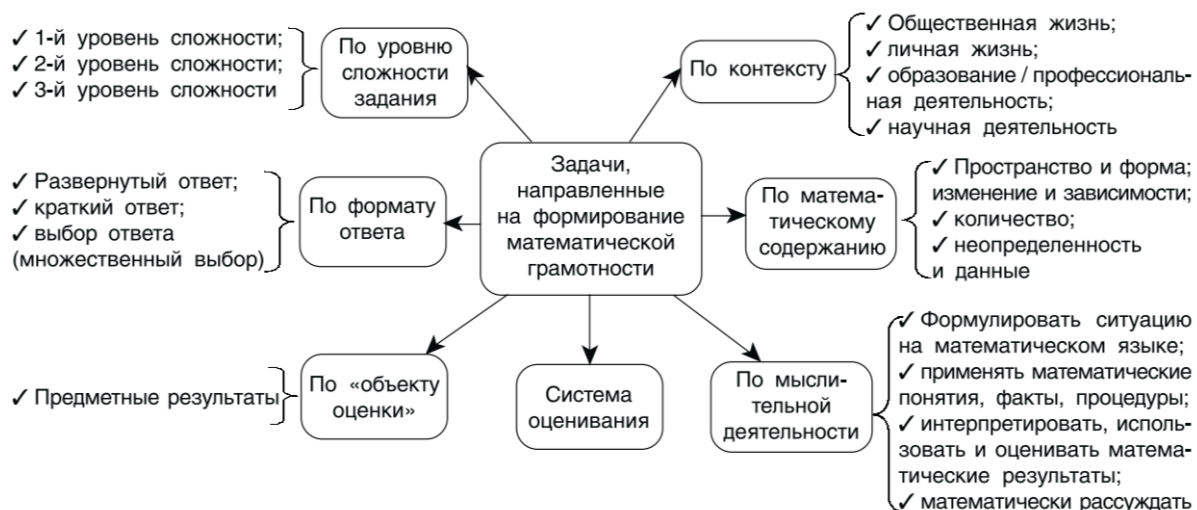 ✓ 1-й уровень сложности;
✓ 2-й уровень сложности;
✓ 3-й уровень сложности
По уровню
сложности
задания
По контексту
✓ Общественная жизнь;
✓ личная жизнь;
✓ образование / профессиональ-
ная деятельность;
✓ научная деятельность
✓ Развернутый ответ;
✓ краткий ответ;
✓ выбор ответа
(множественный выбор)
По формату
ответа
Задачи,
направленные
на формирование
математической
грамотности
По матема-
тическому
содержанию
✓ Пространство и форма;
изменение и зависимости;
✓ количество;
✓ неопределенность
и данные
✓ Предметные результаты
По «объекту
оценки»
Система
оценивания
По мысли-
тельной
деятельности
✓ Формулировать ситуацию
на математическом языке;
✓ применять математические
понятия, факты, процедуры;
✓ интерпретировать, исполь-
зовать и оценивать матема-
тические результаты;
✓ математически рассуждать